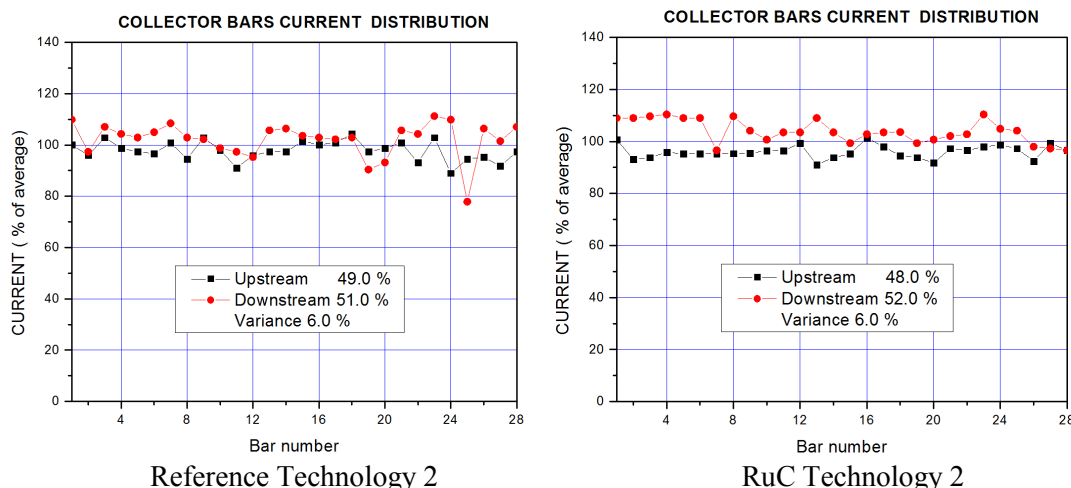 COLLECTOR BARS CURRENT DISTRIBUTION
140
120
100
80
60
40
20
0
CURRENT ( % of average)
Upstream 49.0 %
Downstream 51.0 %
Variance 6.0 %
4 8 12 16 20 24 28
Bar number
Reference Technology 2
COLLECTOR BARS CURRENT DISTRIBUTION
140
120
100
80
60
40
20
0
CURRENT ( % of average)
Upstream 48.0 %
Downstream 52.0 %
Variance 6.0 %
4 8 12 16 20 24 28
Bar number
RuC Technology 2